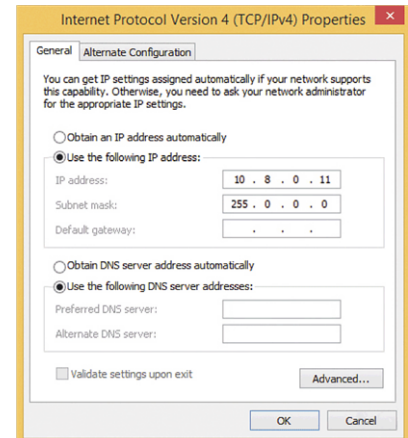 Internet Protocol Version 4 (TCP/IPv4) Properties
General
Alternate Configuration
You can get IP settings assigned automatically if your network supports
this capability. Otherwise, you need to ask your network administrator
for the appropriate IP settings.
Obtain an IP address automatically
Use the following IP address:
IP address:
10 . 8 . 0 . 11
Subnet mask:
255 . 0 . 0 . 0
Default gateway:
. . .
Obtain DNS server address automatically
Use the following DNS server addresses:
Preferred DNS server:
Alternate DNS server:
Validate settings upon exit
Advanced...
OK
Cancel